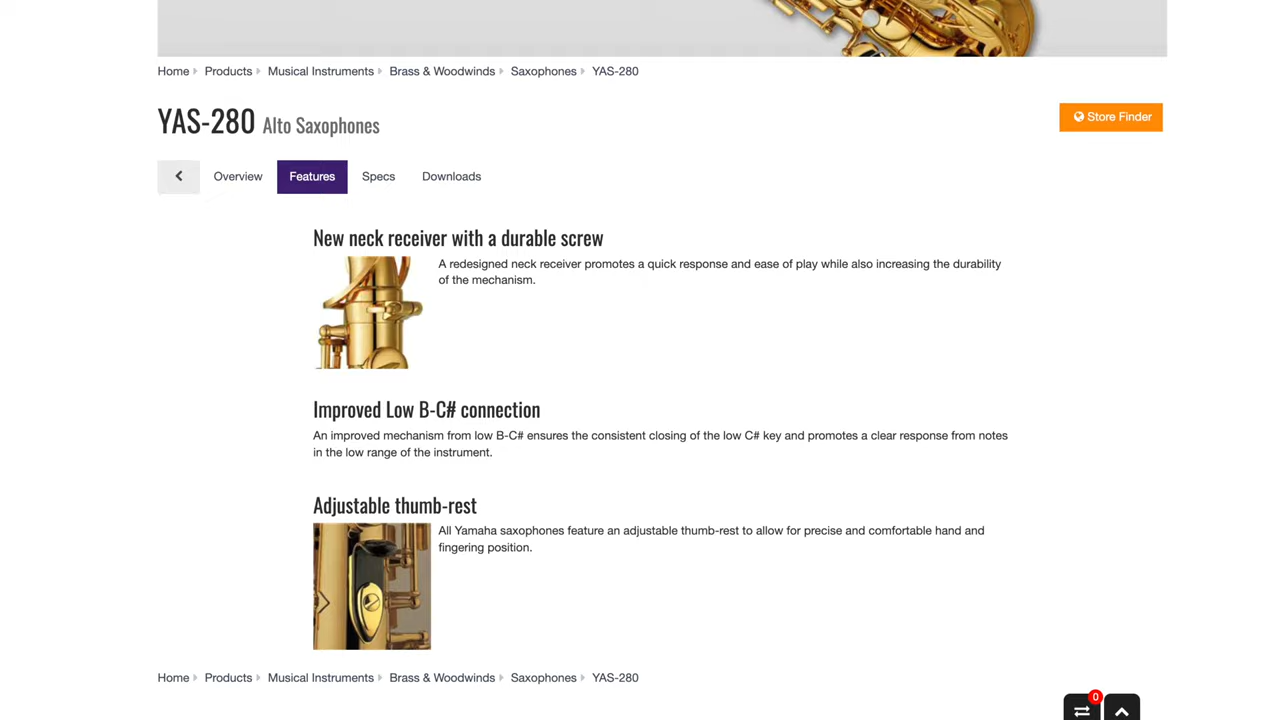 Home Products Musical Instruments Brass & Woodwinds Saxophones YAS-280
YAS-280 Alto Saxophones
Store Finder
Overview Features Specs Downloads
New neck receiver with a durable screw
A redesigned neck receiver promotes a quick response and ease of play while also increasing the durability
of the mechanism.
Improved Low B-C# connection
An improved mechanism from low B-C# ensures the consistent closing of the low C# key and promotes a clear response from notes
in the low range of the instrument.
Adjustable thumb-rest
All Yamaha saxophones feature an adjustable thumb-rest to allow for precise and comfortable hand and
fingering position.
Home Products Musical Instruments Brass & Woodwinds Saxophones YAS-280
0